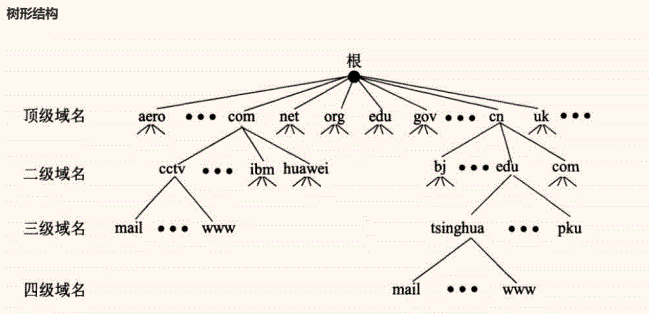 树形结构
根
顶级域名 aero ••• com net org edu gov ••• cn uk •••
二级域名 cctv ••• ibm huawei bj ••• edu com
三级域名 mail ••• www tsinghua ••• pku
四级域名 mail ••• www